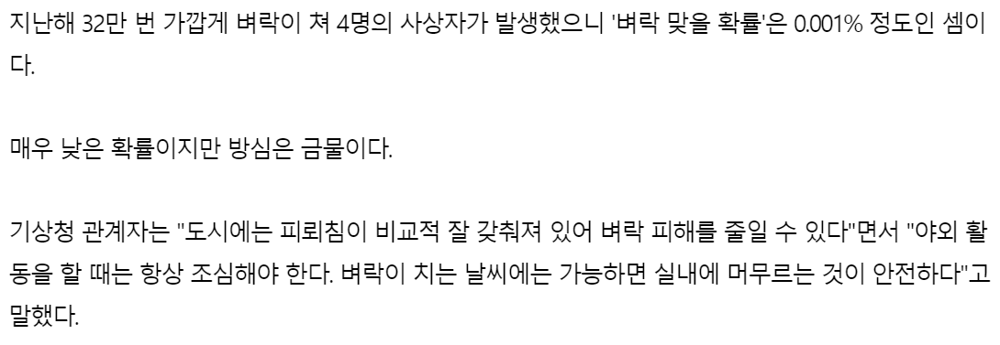 지난해 32만 번 가깝게 벼락이 쳐 4명의 사상자가 발생했으니 '벼락 맞을 확률'은 0.001% 정도인 셈이
다.
매우 낮은 확률이지만 방심은 금물이다.
기상청 관계자는 "도시에는 피뢰침이 비교적 잘 갖춰져 있어 벼락 피해를 줄일 수 있다"면서 "야외 활
동을 할 때는 항상 조심해야 한다. 벼락이 치는 날씨에는 가능하면 실내에 머무르는 것이 안전하다"고
말했다.